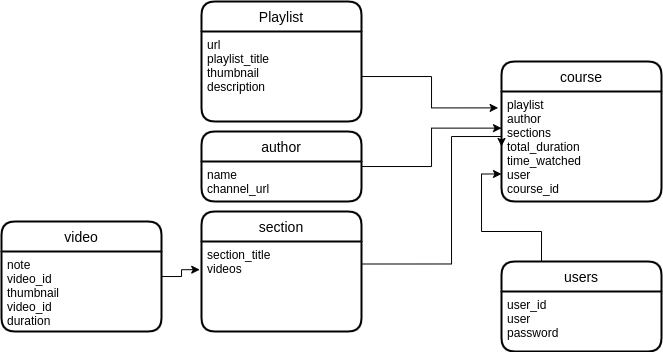 Playlist
url
playlist_title
thumbnail
description
author
name
channel_url
section
section_title
videos
video
note
video_id
thumbnail
video_id
duration
course
playlist
author
sections
total_duration
time_watched
user
course_id
users
user_id
user
password